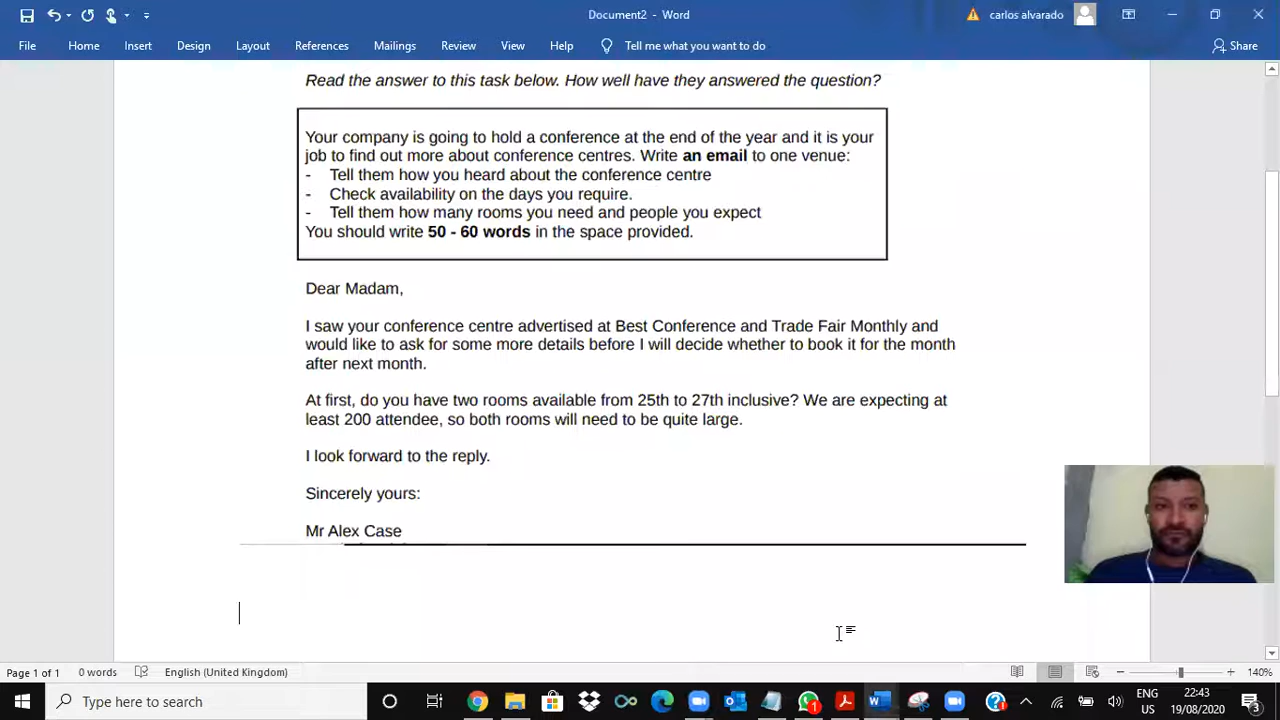 Document2 - Word
carlos alvarado
File Home Insert Design Layout References Mailings Review View Help Tell me what you want to do Share
Read the answer to this task below. How well have they answered the question?
Your company is going to hold a conference at the end of the year and it is your
job to find out more about conference centres. Write an email to one venue:
- Tell them how you heard about the conference centre
- Check availability on the days you require.
- Tell them how many rooms you need and people you expect
You should write 50 - 60 words in the space provided.
Dear Madam,
I saw your conference centre advertised at Best Conference and Trade Fair Monthly and
would like to ask for some more details before I will decide whether to book it for the month
after next month.
At first, do you have two rooms available from 25th to 27th inclusive? We are expecting at
least 200 attendee, so both rooms will need to be quite large.
I look forward to the reply.
Sincerely yours:
Mr Alex Case
Page 1 of 1 0 words English (United Kingdom) 140%
Type here to search
1
ENG
US
22:43
19/08/2020
3